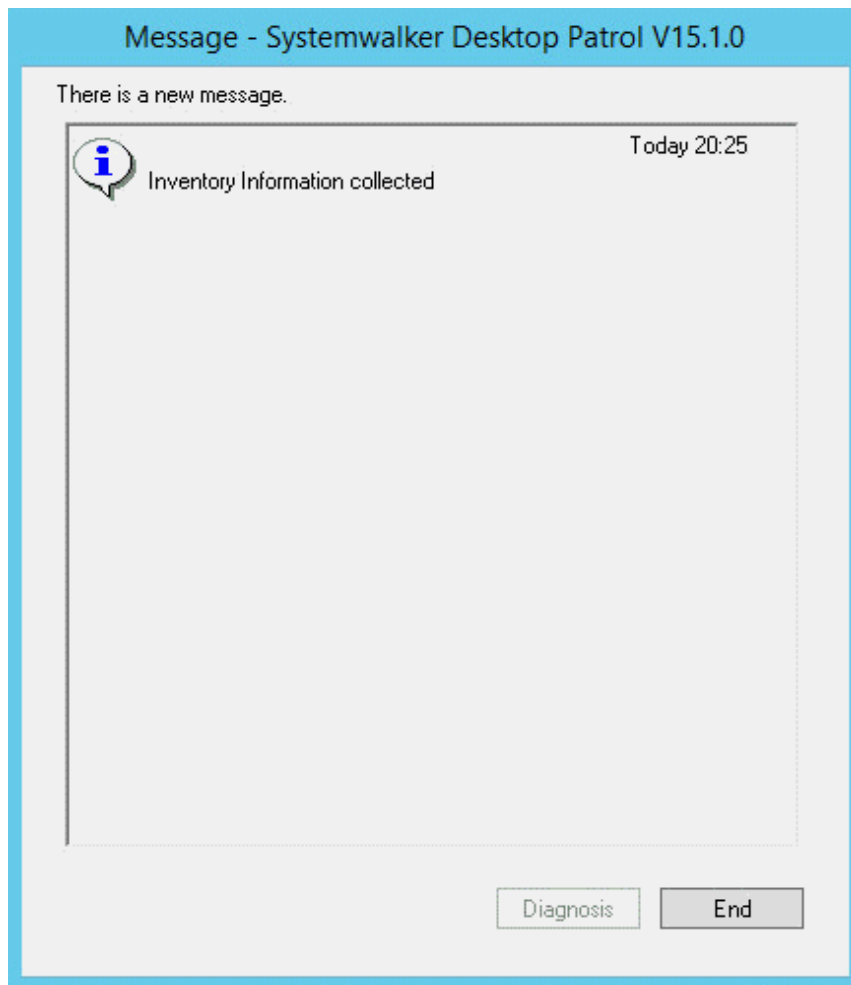 Message - Systemwalker Desktop Patrol V15.1.0
There is a new message.
Today 20:25
Inventory Information collected
Diagnosis
End